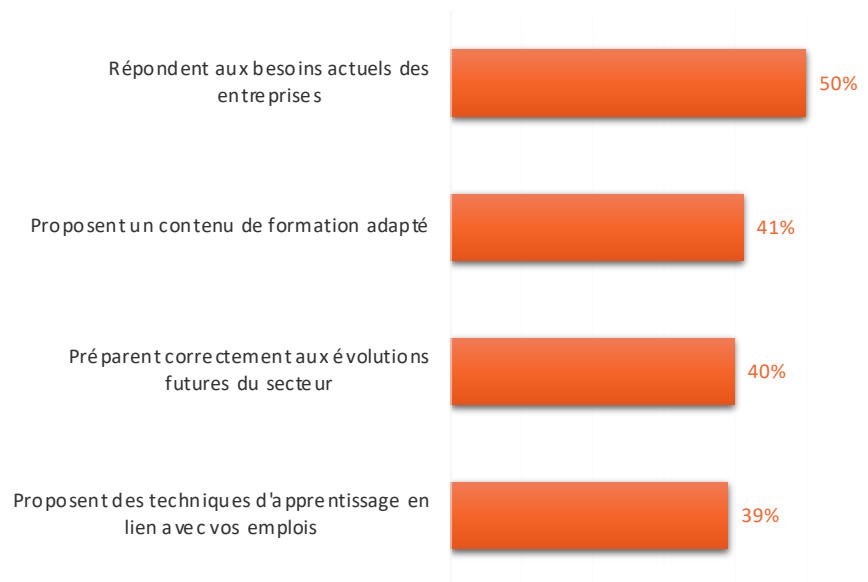 Répondent aux besoins actuels des
entreprises
50%
Proposent un contenu de formation adapté
41%
Préparent correctement aux évolutions
futures du secteur
40%
Proposent des techniques d'apprentissage en
lien avec vos emplois
39%